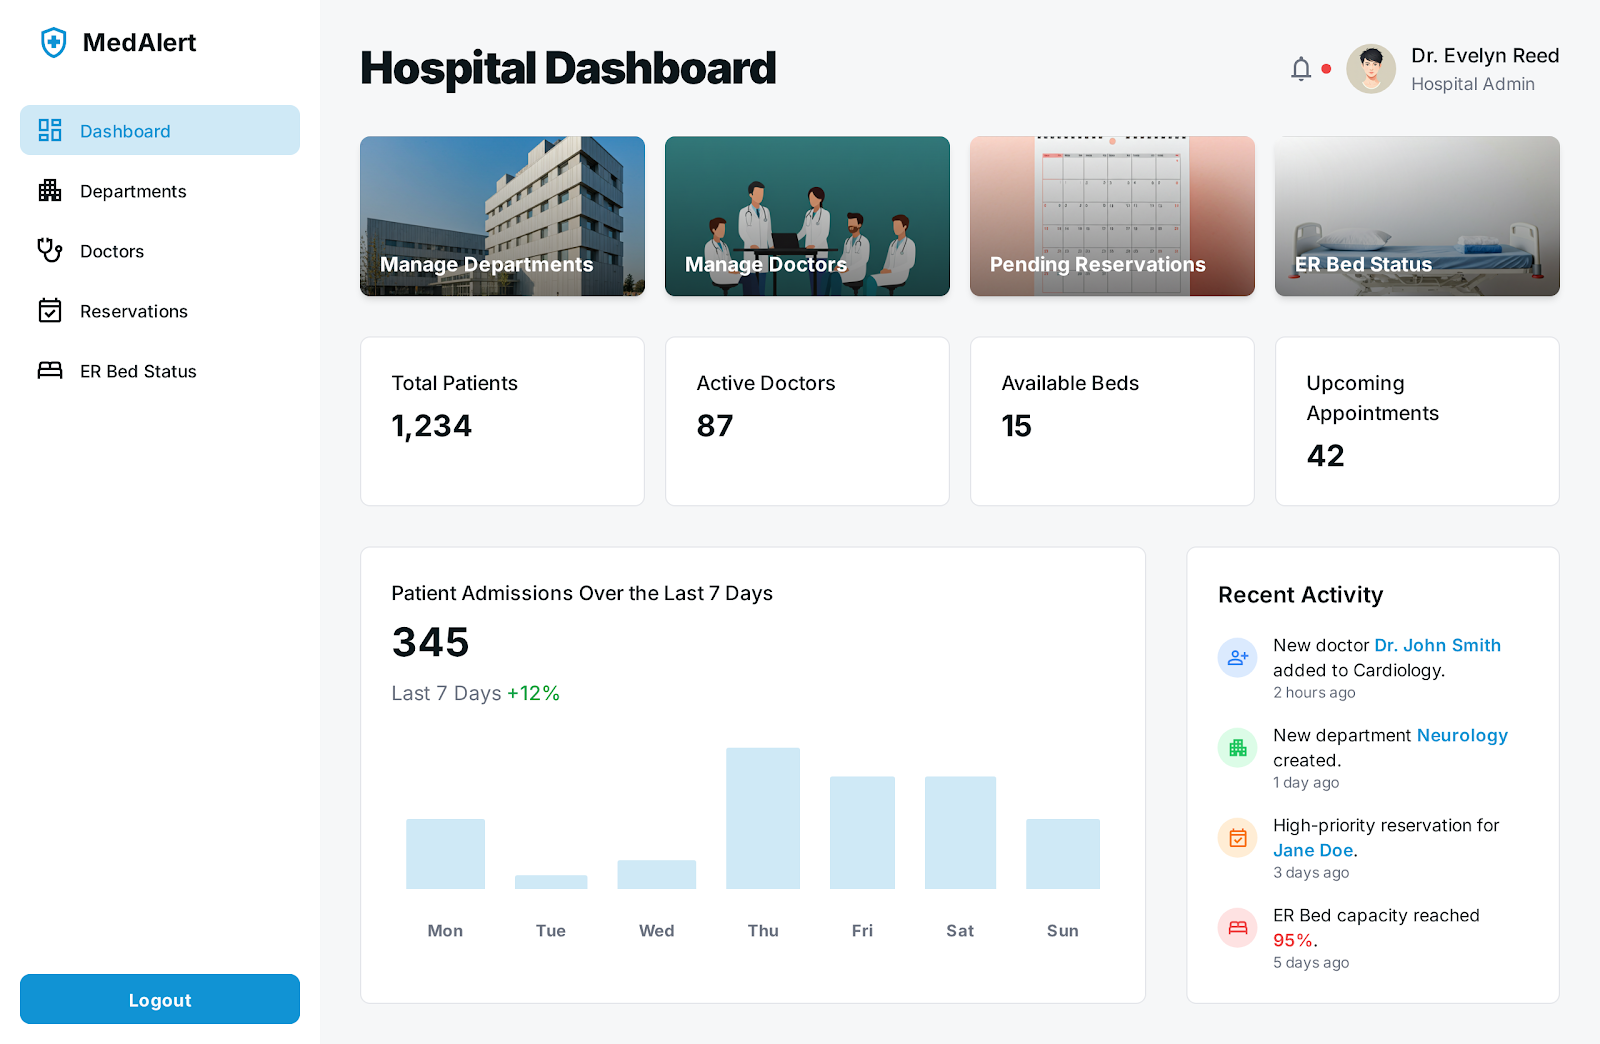 MedAlert
Dashboard
Departments
Doctors
Reservations
ER Bed Status
Logout
Hospital Dashboard
Dr. Evelyn Reed
Hospital Admin
Manage Departments
Manage Doctors
Pending Reservations
ER Bed Status
Total Patients
1,234
Active Doctors
87
Available Beds
15
Upcoming
Appointments
42
Patient Admissions Over the Last 7 Days
345
Last 7 Days +12%
Mon Tue Wed Thu Fri Sat Sun
Recent Activity
New doctor Dr. John Smith
added to Cardiology.
2 hours ago
New department Neurology
created.
1 day ago
High-priority reservation for
Jane Doe.
3 days ago
ER Bed capacity reached
95%.
5 days ago